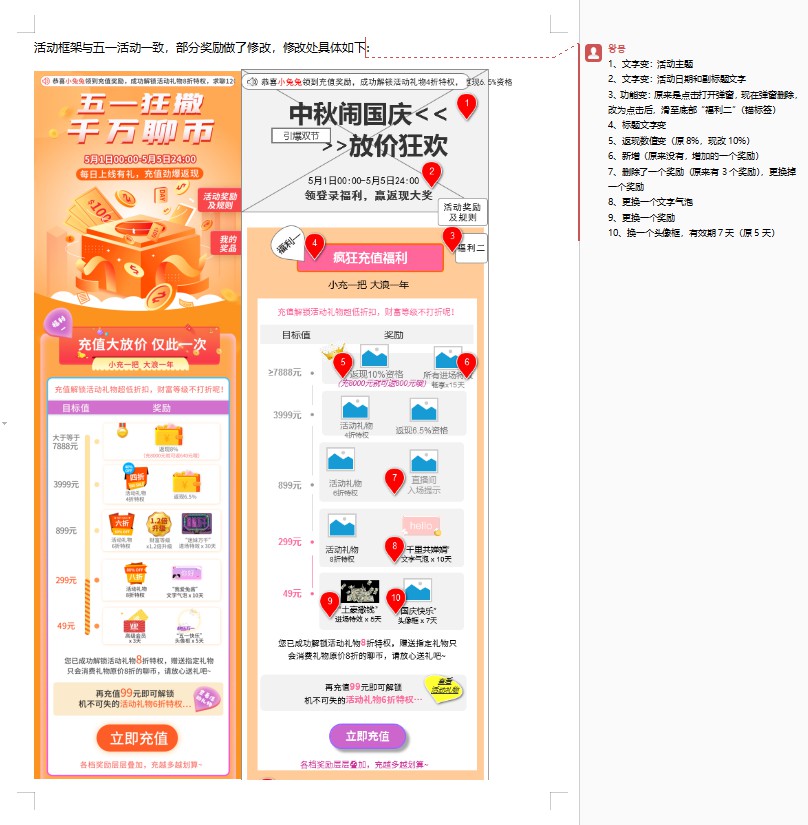 活动框架与五一活动一致，部分奖励做了修改，修改处具体如下：
恭喜小兔兔领到充值奖励，成功解锁活动礼物8折特权，求聊12
五一狂撒
千万聊币
5月1日00:00-5月5日24:00
每日上线有礼，充值劲爆返现
活动奖励
及规则
我的
奖品
福利一
充值大放价 仅此一次
小充一把 大浪一年
充值解锁活动礼物超低折扣，财富等级不打折呢！
目标值 奖励
大于等于
7888元
返现8%
3999元
四折
活动礼物
4折特权
返现6.5%
899元
六折
活动礼物
6折特权
1.2倍
升级
财富等级
x1.2倍升级
进场特效 x 30天
299元
八折
活动礼物
8折特权
"我爱兔酱"
文字气泡 x 10天
49元
高级会员
x 3天
"五一快乐"
头像框 x 5天
您已成功解锁活动礼物8折特权，赠送指定礼物
只会消费礼物原价8折的聊币，请放心送礼吧~
再充值99元即可解锁
机不可失的活动礼物6折特权…
立即充值
各档奖励层层叠加，充越多越划算~
恭喜小兔兔领到充值奖励，成功解锁活动礼物4折特权，
返现6.5%资格
中秋闹国庆<<
引爆双节
>>放价狂欢
1
2
5月1日00:00-5月5日24:00
领登录福利，赢返现大奖
活动奖励
及规则
3
福利二
福利一
4
疯狂充值福利
小充一把 大浪一年
充值解锁活动礼物超低折扣，财富等级不打折呢！
目标值 奖励
≥7888元
5
返现10%资格
(充6000元就可返600元哦)
6
所有进场特效
畅享x15天
3999元
活动礼物
4折特权
返现6.5%资格
899元
活动礼物
6折特权
7
直播间
入场提示
299元
活动礼物
8折特权
hello
8
"千里共婵娟"
文字气泡 x 10天
49元
9
"土豪撒钱"
进场特效 x 5天
10
"国庆快乐"
头像框 x 7天
您已成功解锁活动礼物8折特权，赠送指定礼物只
会消费礼物原价8折的聊币，请放心送礼吧~
再充值99元即可解锁
机不可失的活动礼物6折特权…
查看
活动礼物
立即充值
各档奖励层层叠加，充越多越划算~
왕몽
1、文字变：活动主题
2、文字变：活动日期和副标题文字
3、功能变：原来是点击打开弹窗，现在弹窗删除，
改为点击后，滑至底部“福利二”（锚标签）
4、标题文字变
5、返现数值变（原 8%，现改 10%）
6、新增（原来没有，增加的一个奖励）
7、删除了一个奖励（原来有 3 个奖励），更换掉
一个奖励
8、更换一个文字气泡
9、更换一个奖励
10、换一个头像框，有效期 7 天（原 5 天）